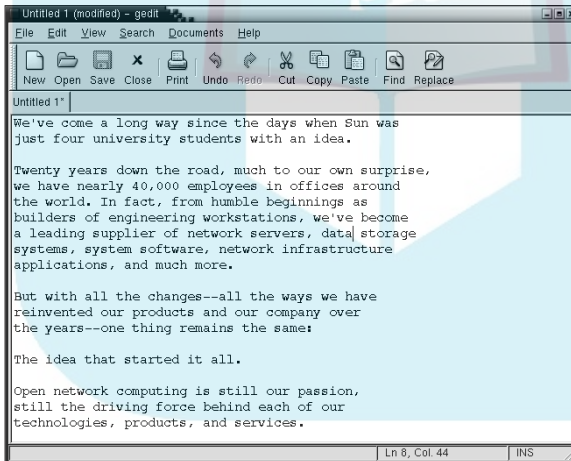 Untitled 1 (modified) - gedit
File Edit View Search Documents Help
New Open Save Close Print Undo Redo Cut Copy Paste Find Replace
Untitled 1*
We've come a long way since the days when Sun was
just four university students with an idea.
Twenty years down the road, much to our own surprise,
we have nearly 40,000 employees in offices around
the world. In fact, from humble beginnings as
builders of engineering workstations, we've become
a leading supplier of network servers, data storage
systems, system software, network infrastructure
applications, and much more.
But with all the changes--all the ways we have
reinvented our products and our company over
the years--one thing remains the same:
The idea that started it all.
Open network computing is still our passion,
still the driving force behind each of our
technologies, products, and services.
Ln 8, Col. 44 INS